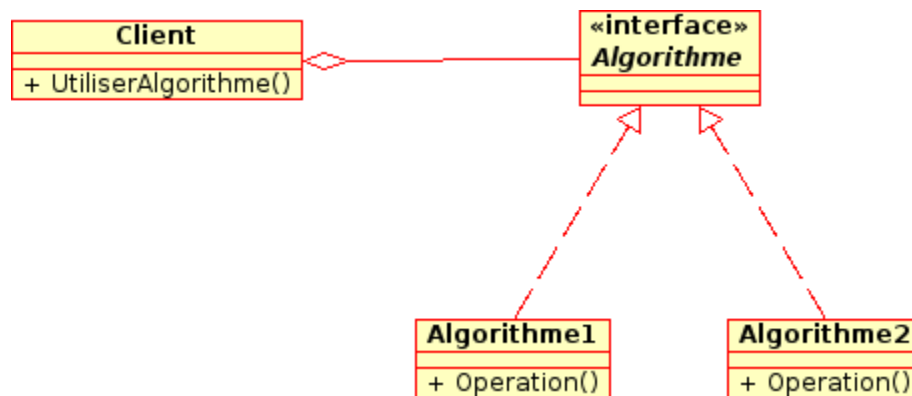 Client
+ UtiliserAlgorithme()
«interface»
Algorithme
Algorithme1
+ Operation()
Algorithme2
+ Operation()